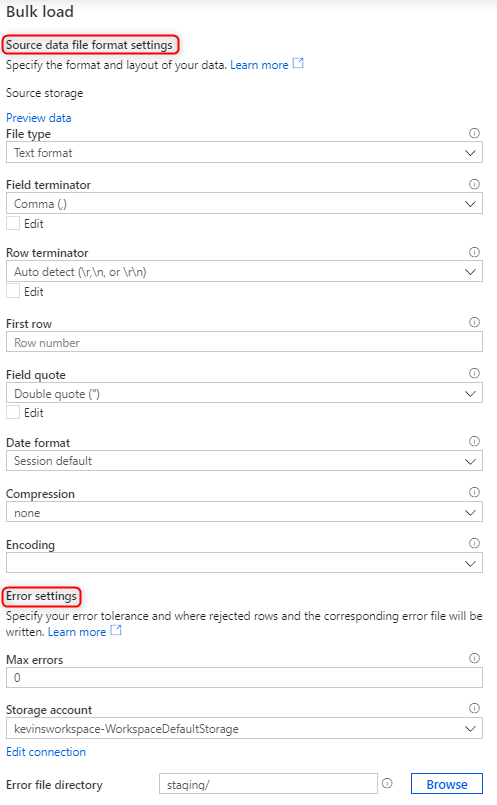 Bulk load
Source data file format settings
Specify the format and layout of your data. Learn more
Source storage
Preview data
File type
Text format
Field terminator
Comma (,)
Edit
Row terminator
Auto detect (\r,\n, or \r\n)
Edit
First row
Row number
Field quote
Double quote (")
Edit
Date format
Session default
Compression
none
Encoding
Error settings
Specify your error tolerance and where rejected rows and the corresponding error file will be
written. Learn more
Max errors
0
Storage account
kevinsworkspace-WorkspaceDefaultStorage
Edit connection
Error file directory staging/ Browse